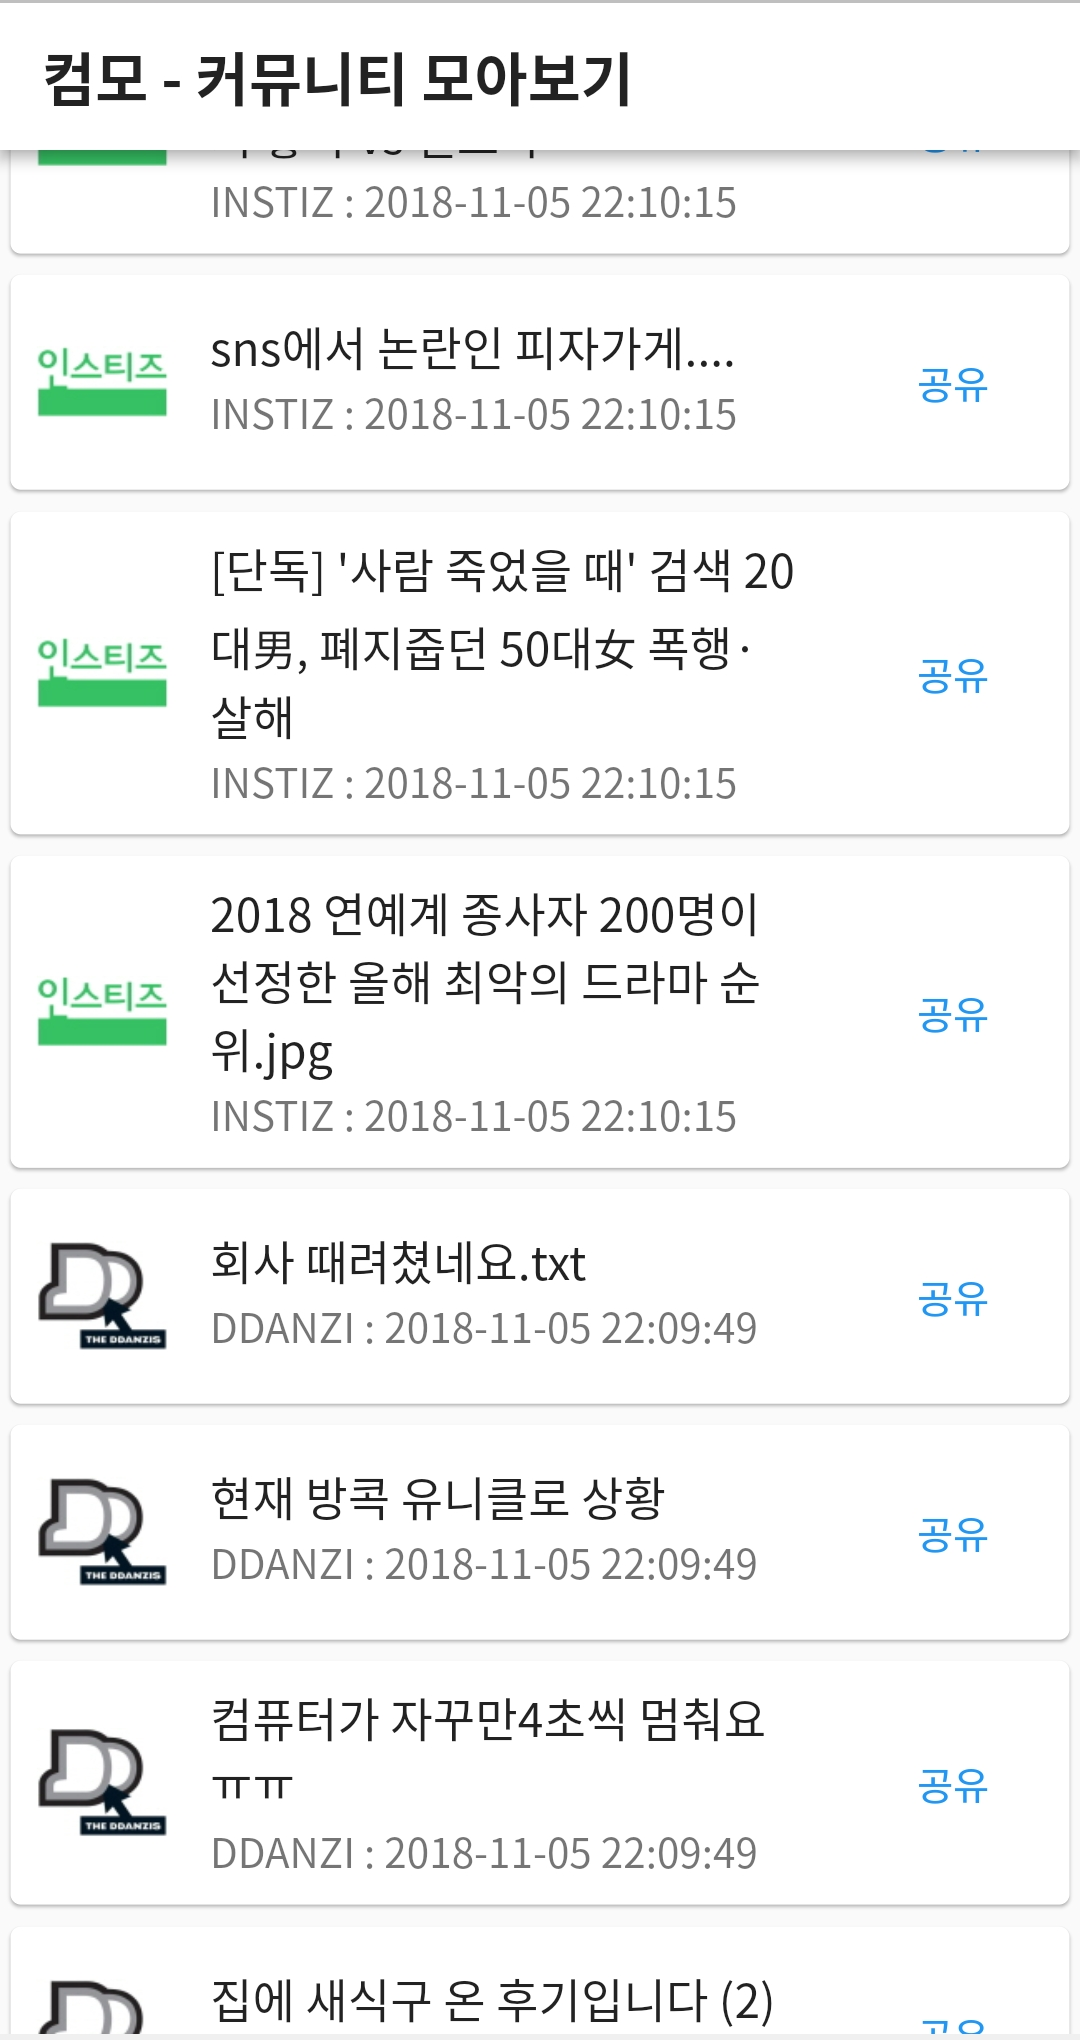 컴모 - 커뮤니티 모아보기
INSTIZ : 2018-11-05 22:10:15
인스티즈
sns에서 논란인 피자가게....
공유
INSTIZ : 2018-11-05 22:10:15
[단독] '사람 죽었을 때' 검색 20
인스티즈
대男, 폐지줍던 50대女 폭행·
공유
살해
INSTIZ : 2018-11-05 22:10:15
2018 연예계 종사자 200명이
인스티즈
선정한 올해 최악의 드라마 순
공유
위.jpg
INSTIZ : 2018-11-05 22:10:15
회사 때려쳤네요.txt
공유
DDANZI : 2018-11-05 22:09:49
THE DDANZIS
현재 방콕 유니클로 상황
공유
DDANZI : 2018-11-05 22:09:49
THE DDANZIS
컴퓨터가 자꾸만4초씩 멈춰요
ㅠㅠ
공유
THE DDANZIS
DDANZI : 2018-11-05 22:09:49
집에 새식구 온 후기입니다 (2)